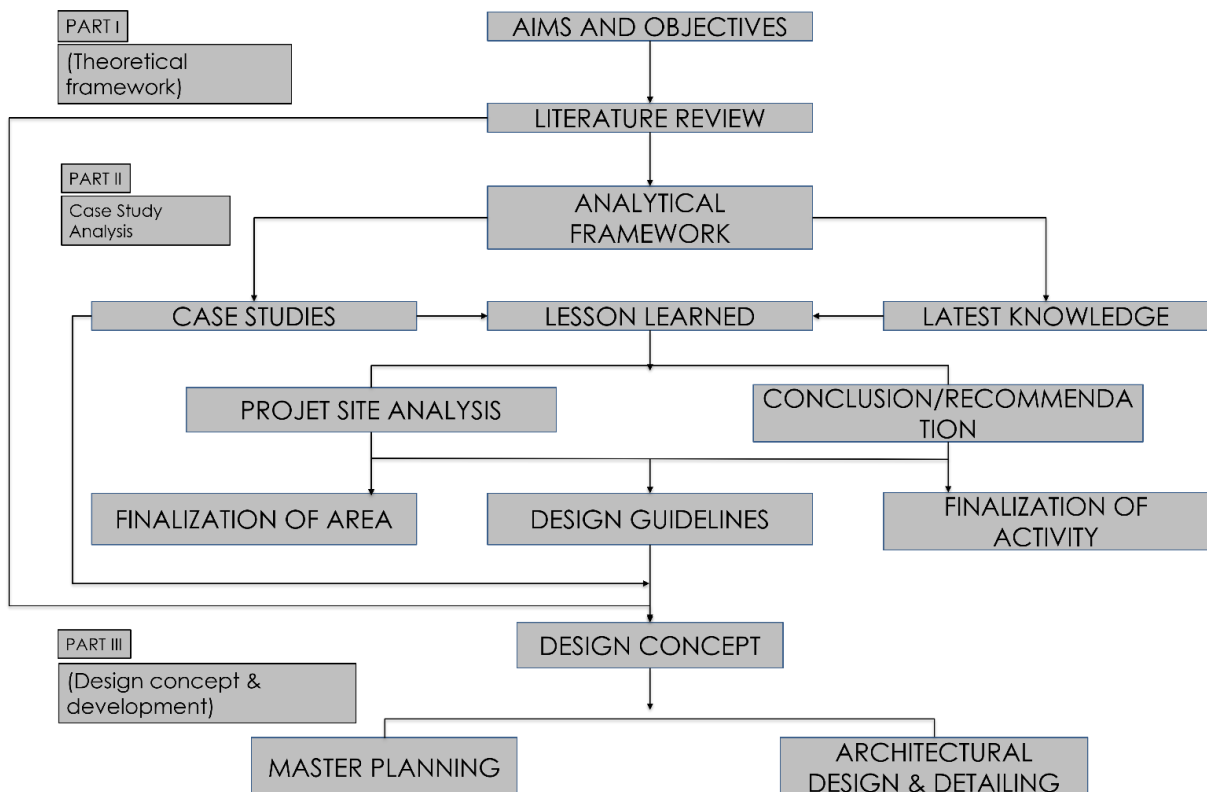 PART I
(Theoretical
framework)
AIMS AND OBJECTIVES
LITERATURE REVIEW
PART II
Case Study
Analysis
ANALYTICAL
FRAMEWORK
CASE STUDIES
LESSON LEARNED
LATEST KNOWLEDGE
PROJET SITE ANALYSIS
CONCLUSION/RECOMMENDA
TION
FINALIZATION OF AREA
DESIGN GUIDELINES
FINALIZATION OF
ACTIVITY
PART III
(Design concept &
development)
DESIGN CONCEPT
MASTER PLANNING
ARCHITECTURAL
DESIGN & DETAILING